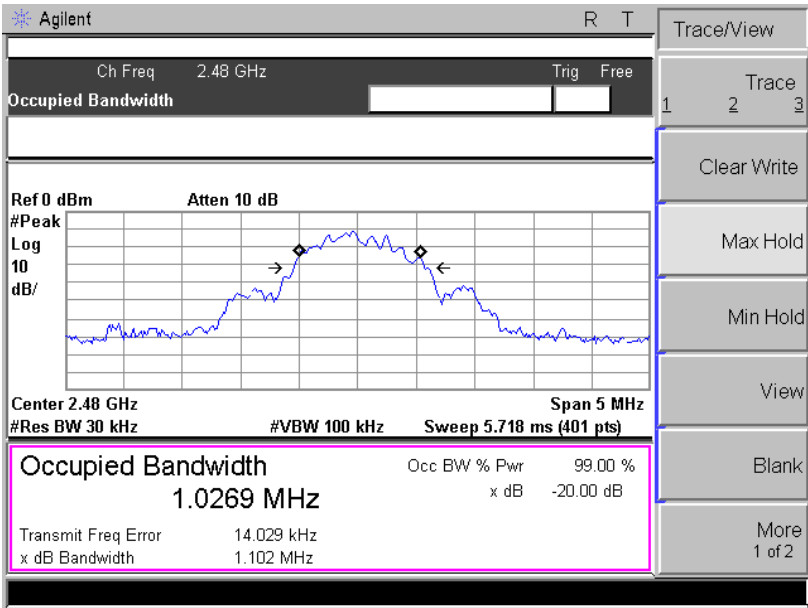 Agilent R T
Trace/View
Ch Freq 2.48 GHz Trig Free
Occupied Bandwidth
Trace
1 2 3
Clear Write
Ref 0 dBm Atten 10 dB
#Peak
Log
10
dB/
Max Hold
Min Hold
View
Center 2.48 GHz Span 5 MHz
#Res BW 30 kHz #VBW 100 kHz Sweep 5.718 ms (401 pts)
Occupied Bandwidth Occ BW % Pwr 99.00 %
1.0269 MHz x dB -20.00 dB
Blank
Transmit Freq Error 14.029 kHz
x dB Bandwidth 1.102 MHz
More
1 of 2